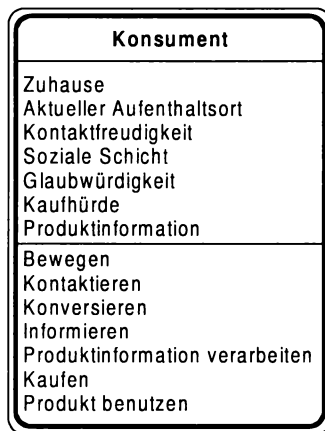 Konsument
Zuhause
Aktueller Aufenthaltsort
Kontaktfreudigkeit
Soziale Schicht
Glaubwürdigkeit
Kaufhürde
Produktinformation
Bewegen
Kontaktieren
Konversieren
Informieren
Produktinformation verarbeiten
Kaufen
Produkt benutzen